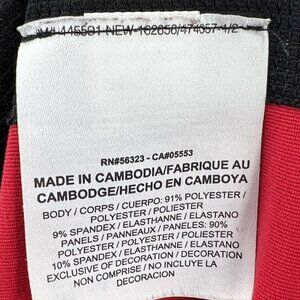 RN#56323 - CA#05553
MADE IN CAMBODIA/FABRIQUE AU
CAMBODGE/HECHO EN CAMBOYA
BODY / CORPS / CUERPO: 91% POLYESTER /
POLYESTER / POLIESTER
9% SPANDEX / ELASTHANNE / ELASTANO
PANELS / PANNEAUX / PANELES: 90%
POLYESTER / POLYESTER / POLIESTER
10% SPANDEX / ELASTHANNE / ELASTANO
EXCLUSIVE OF DECORATION / DECORATION
NON COMPRISE / NO INCLUYE LA
DECORACION